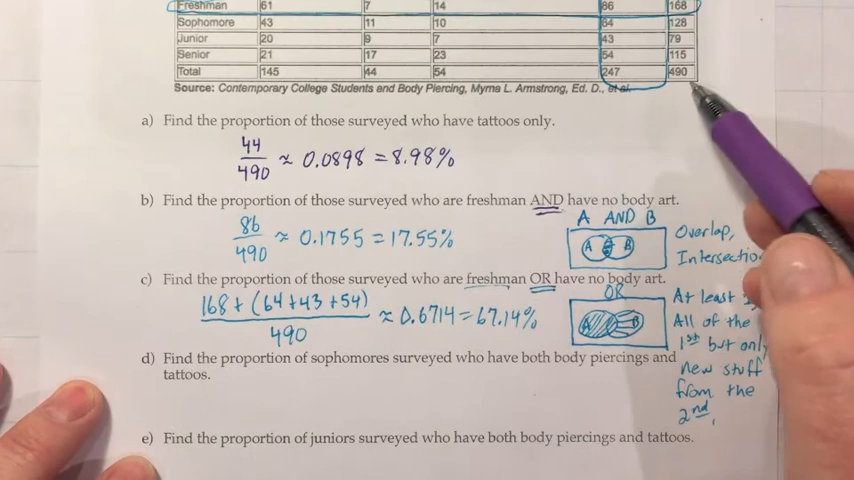 Freshman 61 7 14 86 168
Sophomore 43 11 10 64 128
Junior 20 9 7 43 79
Senior 21 17 23 54 115
Total 145 44 54 247 490
Source: Contemporary College Students and Body Piercing, Myrna L. Armstrong, Ed. D., et al.
a) Find the proportion of those surveyed who have tattoos only.
44/490 ≈ 0.0898 = 8.98%
b) Find the proportion of those surveyed who are freshman AND have no body art.
86/490 ≈ 0.1755 = 17.55%
A AND B
A B
Overlap,
Intersection
c) Find the proportion of those surveyed who are freshman OR have no body art.
168 + (64+43+54)/490 ≈ 0.6714 = 67.14%
OR
A B
At least 1,
All of the
1st but only
new stuff
from the
2nd.
d) Find the proportion of sophomores surveyed who have both body piercings and
tattoos.
e) Find the proportion of juniors surveyed who have both body piercings and tattoos.